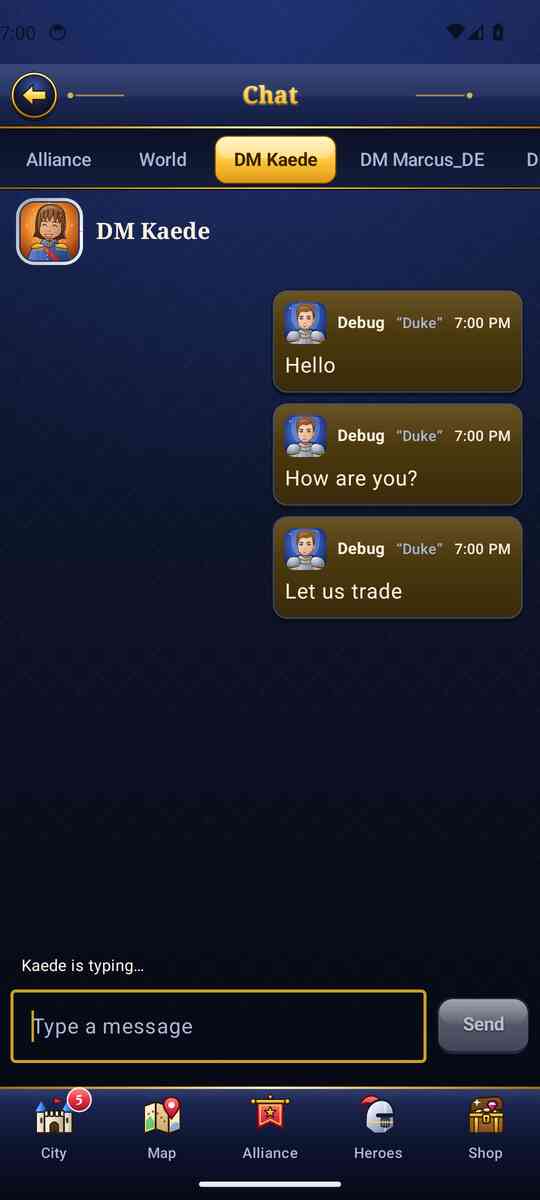 7:00
Chat
Alliance World DM Kaede DM Marcus_DE D
DM Kaede
Debug “Duke” 7:00 PM
Hello
Debug “Duke” 7:00 PM
How are you?
Debug “Duke” 7:00 PM
Let us trade
Kaede is typing…
Type a message
Send
5
City Map Alliance Heroes Shop